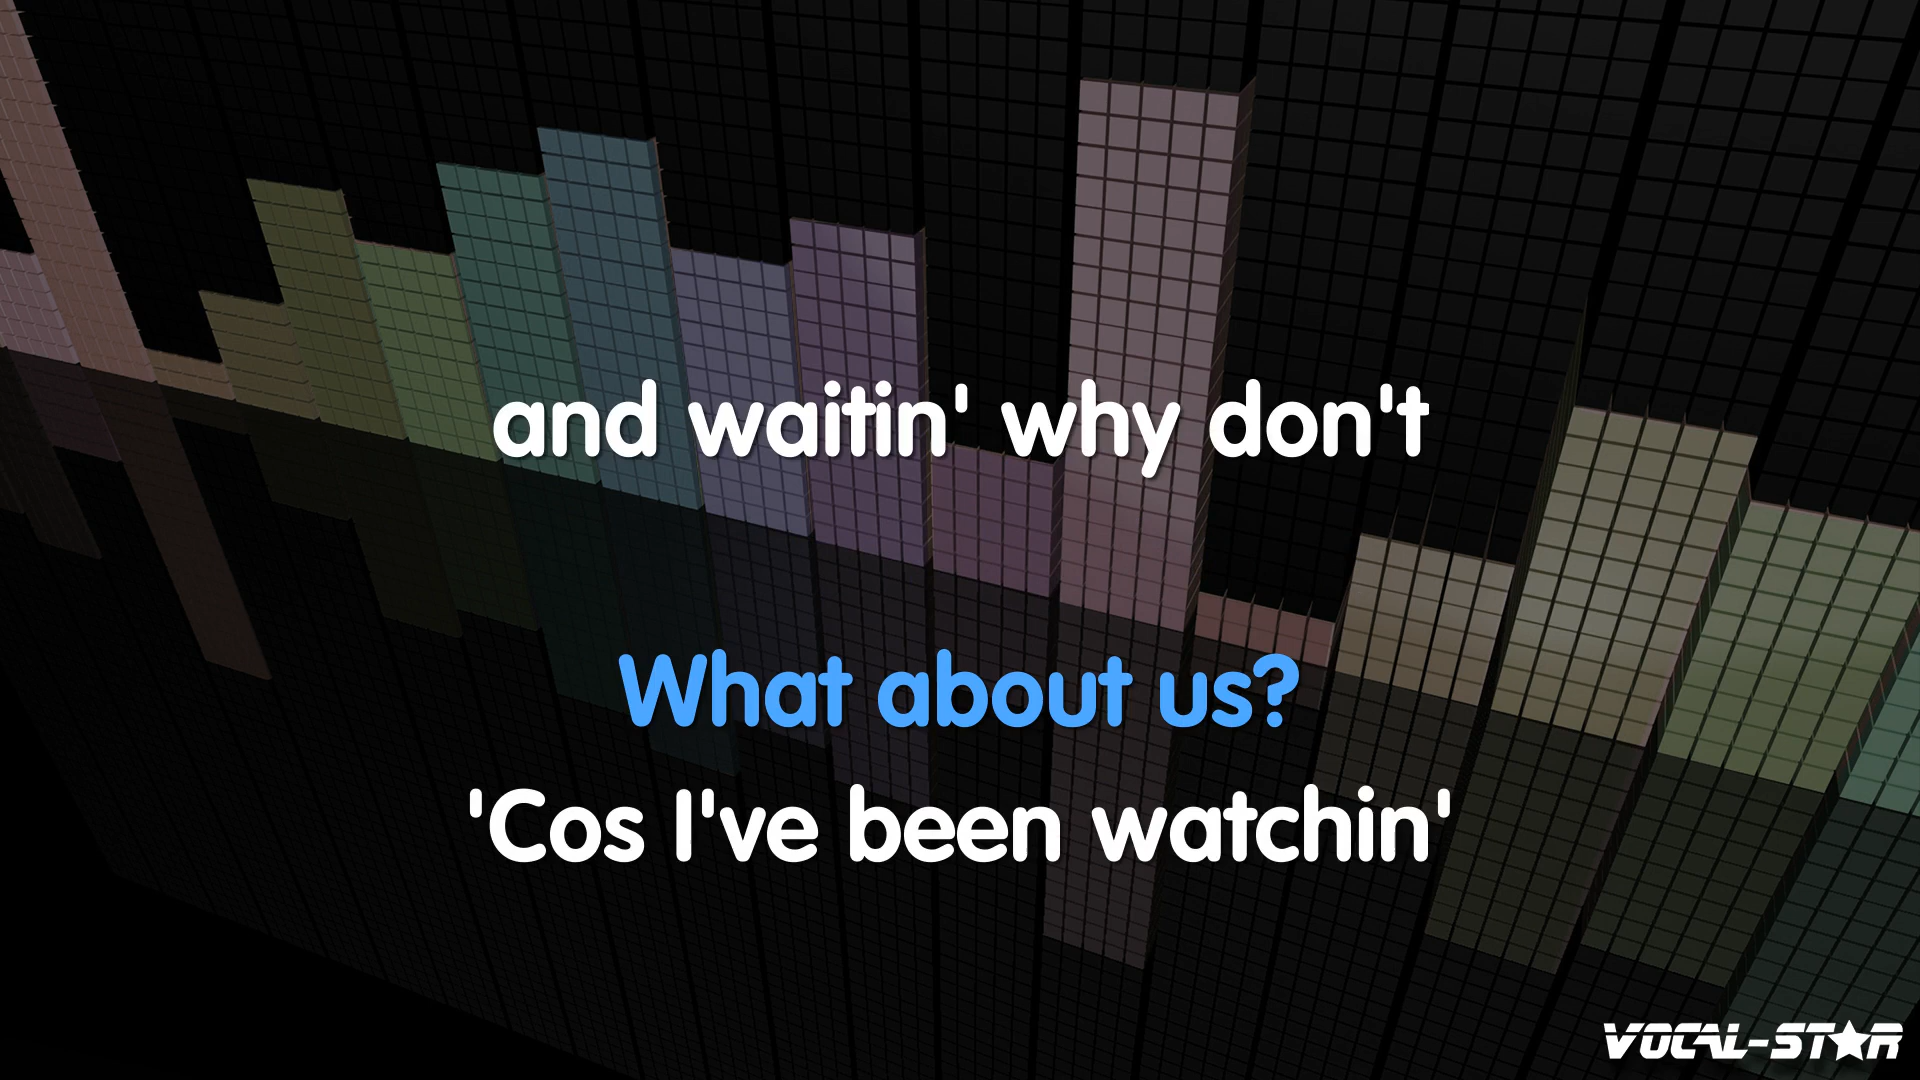 and waitin' why don't
What about us?
'Cos I've been watchin'
VOCAL-STAR